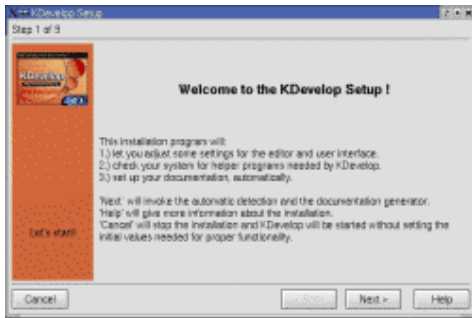 KDevelop Setup
Step 1 of 9
KDevelop
Welcome to the KDevelop Setup !
This installation program will:
1.) let you adjust some settings for the editor and user interface.
2.) check your system for helper programs needed by KDevelop.
3.) set up your documentation, automatically.
'Next' will invoke the automatic detection and the documentation generator.
'Help' will give more information about the installation.
'Cancel' will stop the installation and KDevelop will be started without setting the
initial values needed for proper functionality.
Let's start!
Cancel
Next >
Help